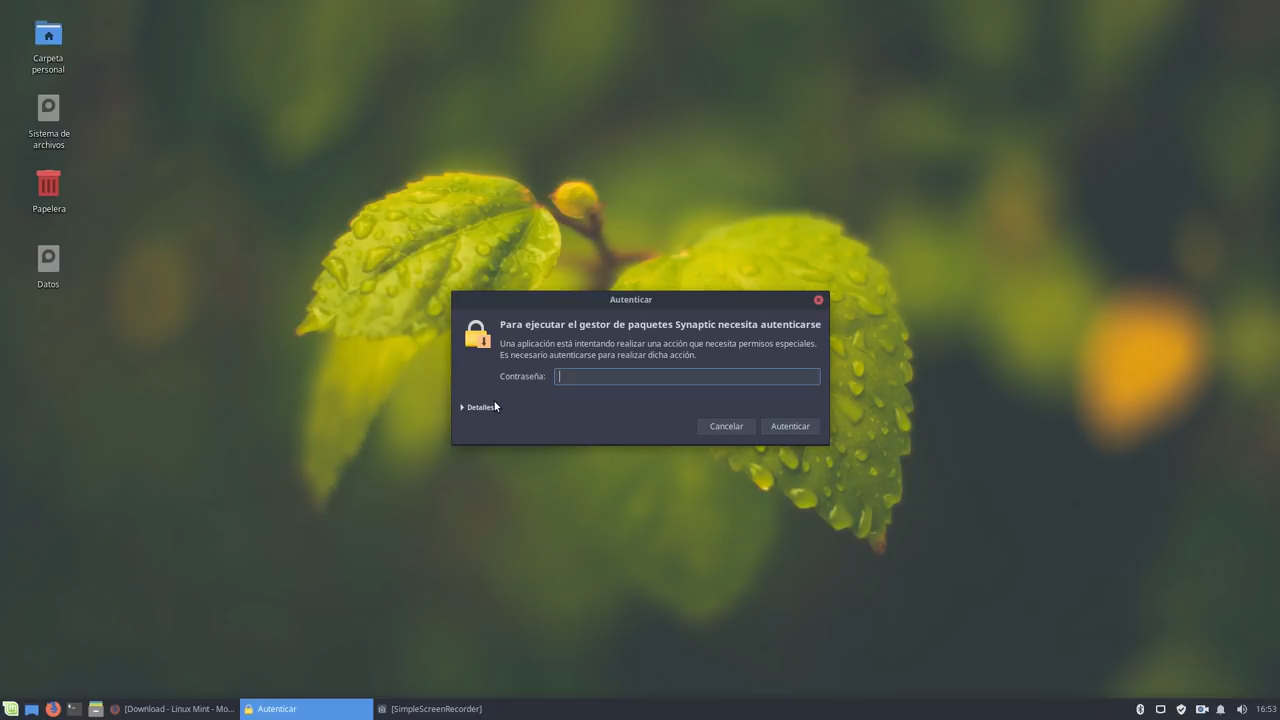 Carpeta
personal
Sistema de
archivos
Papelera
Datos
Autenticar
Para ejecutar el gestor de paquetes Synaptic necesita autenticarse
Una aplicación está intentando realizar una acción que necesita permisos especiales.
Es necesario autenticarse para realizar dicha acción.
Contraseña:
Detalles
Cancelar
Autenticar
[Download - Linux Mint - Mo...
Autenticar
[SimpleScreenRecorder]
16:53